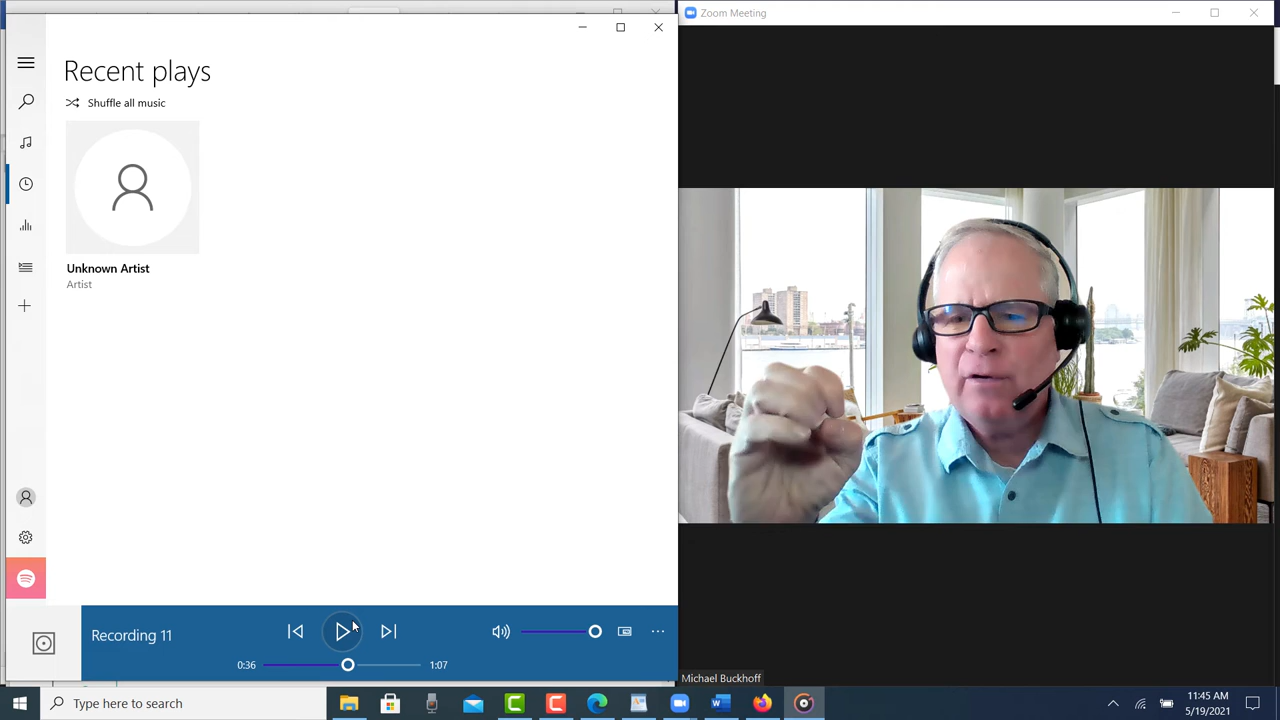 Recent plays
Shuffle all music
Unknown Artist
Artist
Recording 11
0:36
1:07
Zoom Meeting
Michael Buckhoff
Type here to search
11:45 AM
5/19/2021